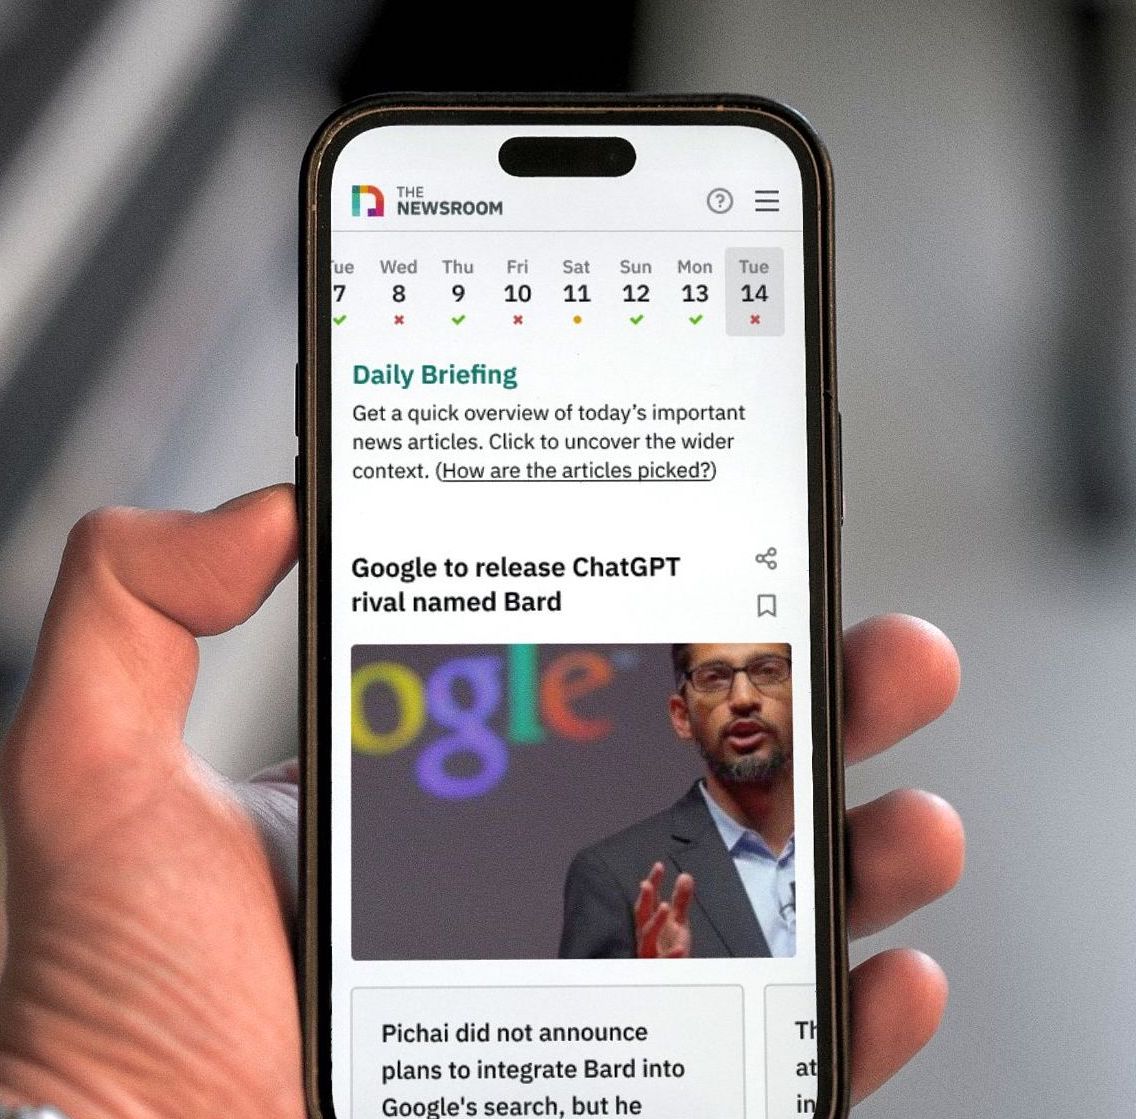 THE
NEWSROOM
ue Wed Thu Fri Sat Sun Mon Tue
7 8 9 10 11 12 13 14
Daily Briefing
Get a quick overview of today's important
news articles. Click to uncover the wider
context. (How are the articles picked?)
Google to release ChatGPT
rival named Bard
ogle
Pichai did not announce
plans to integrate Bard into
Google's search, but he
Th
at
in